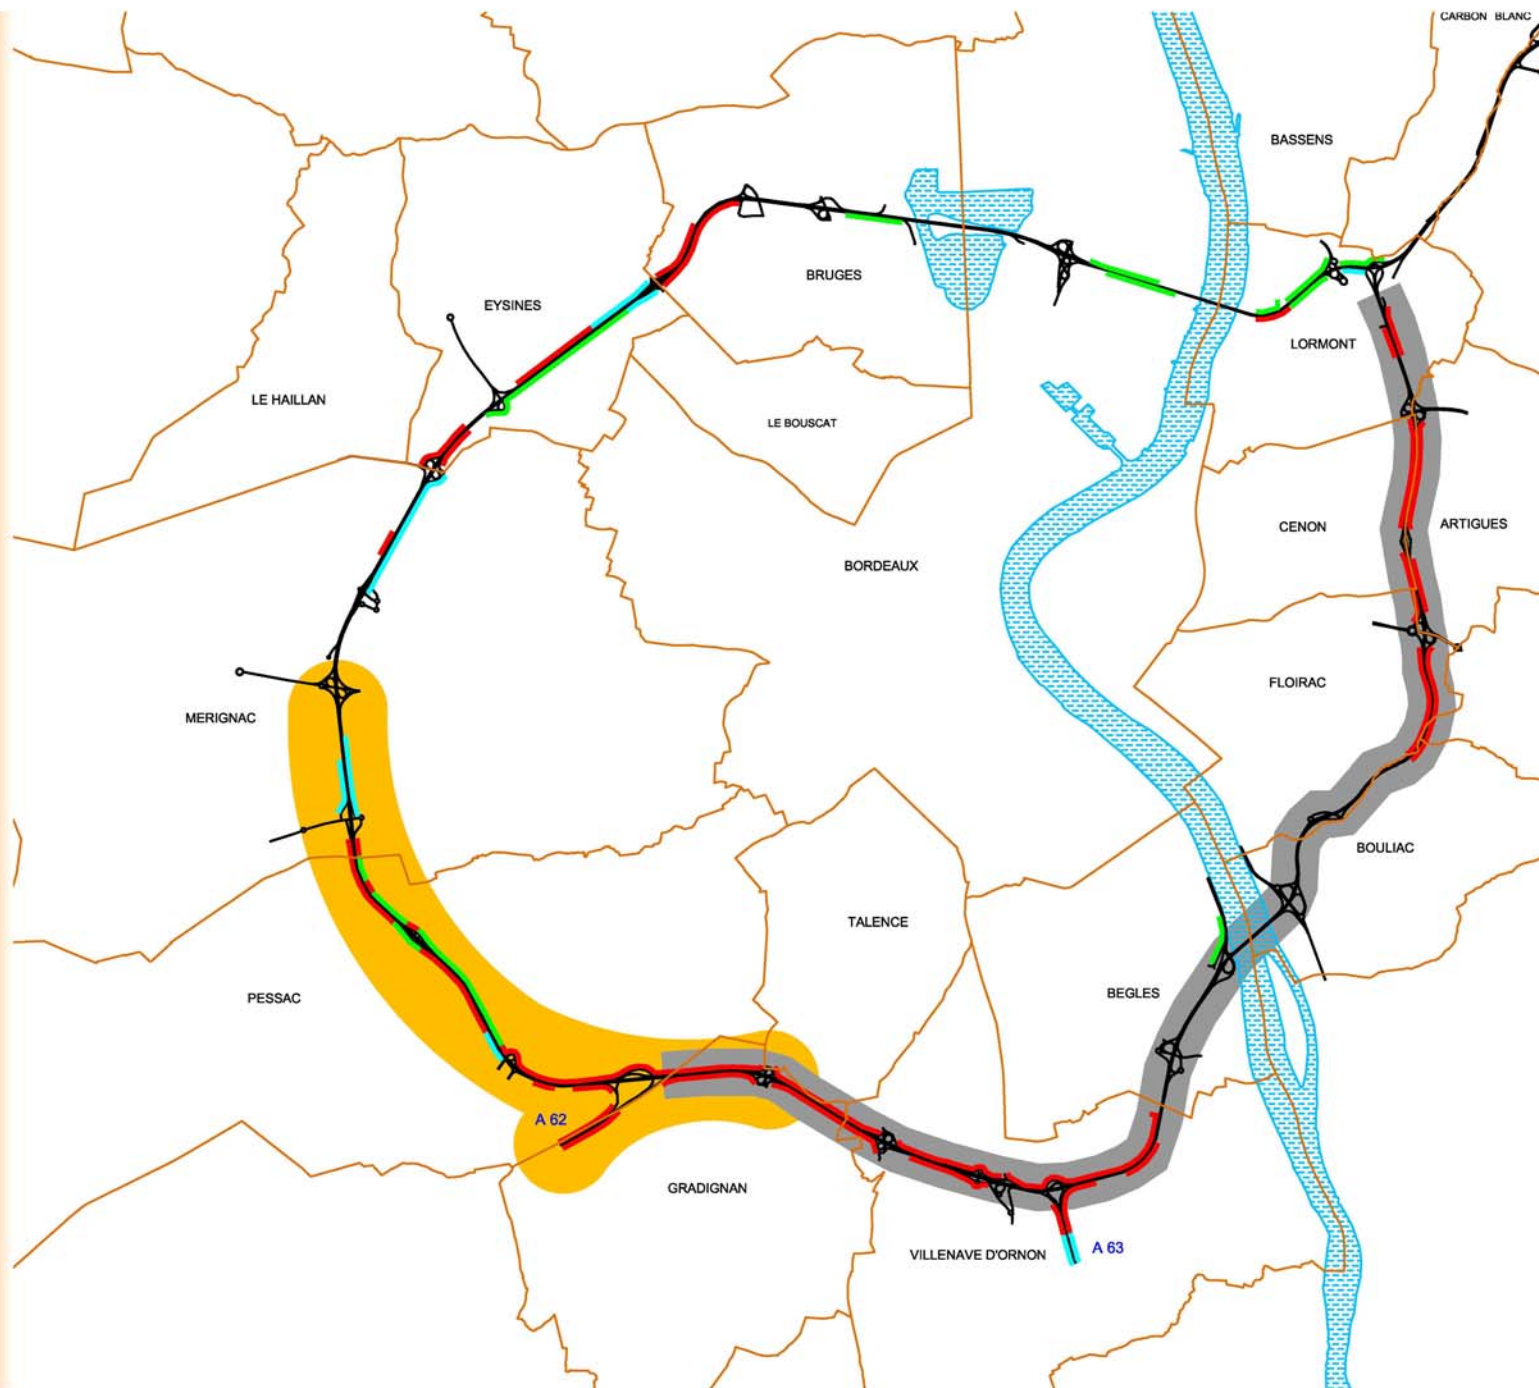 CARBON BLANC
BASSENS
BRUGES
EYSINES
LORMONT
LE HAILLAN
LE BOUSCAT
CENON
ARTIGUES
BORDEAUX
FLOIRAC
MERIGNAC
BOULIAC
TALENCE
PESSAC
BEGLES
A 62
GRADIGNAN
VILLENAVE D'ORNON
A 63